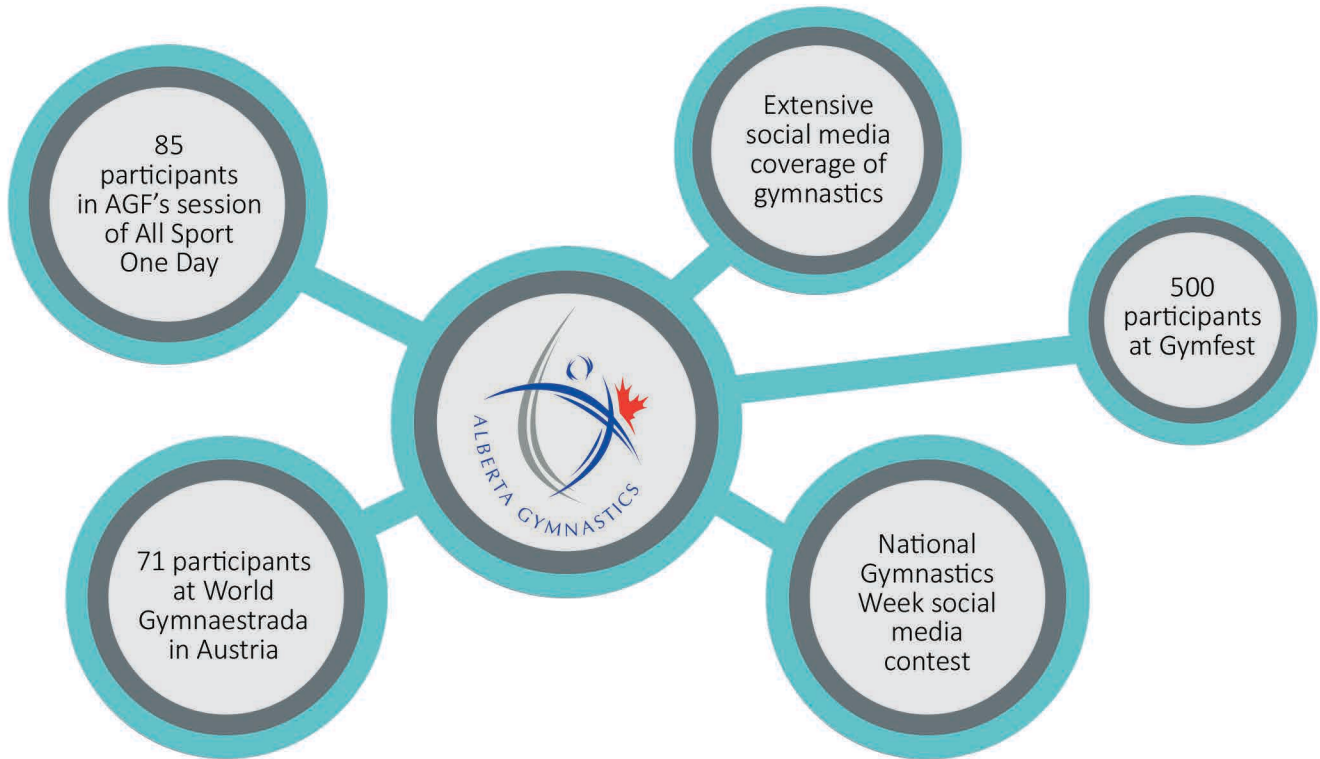 85
participants
in AGF's session
of All Sport
One Day
Extensive
social media
coverage of
gymnastics
500
participants
at Gymfest
ALBERTA GYMNASTICS
71 participants
at World
Gymnaestrada
in Austria
National
Gymnastics
Week social
media
contest